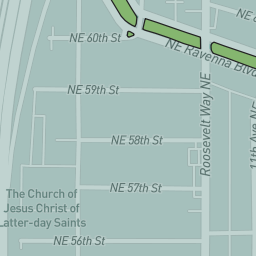 NE 60th St
NE Ravenna Blvd
NE 59th St
Roosevelt Way NE
11th Ave NE
NE 58th St
NE 57th St
The Church of
Jesus Christ of
Latter-day Saints
NE 56th St